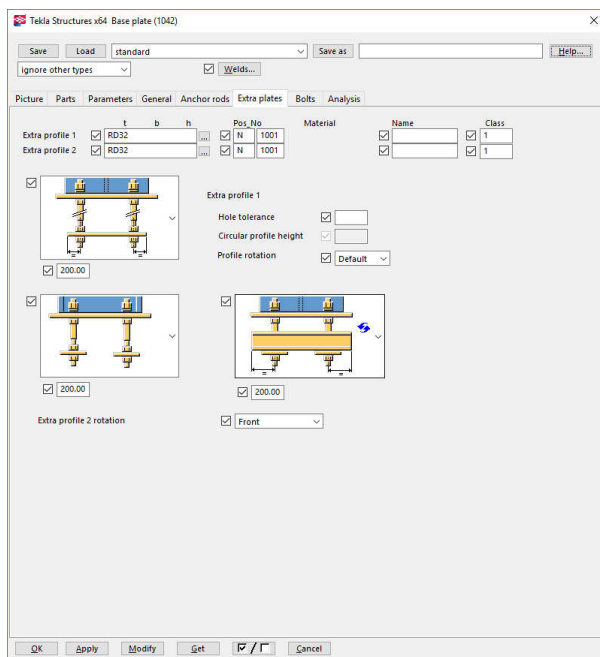 Tekla Structures x64 Base plate (1042)
Save Load standard Save as Help...
ignore other types Welds...
Picture Parts Parameters General Anchor rods Extra plates Bolts Analysis
t b h Pos_No Material Name Class
Extra profile 1 RD32 ... N 1001 1
Extra profile 2 RD32 ... N 1001 1
Extra profile 1
Hole tolerance
Circular profile height
Profile rotation Default
= =
200.00
= =
200.00 200.00
Extra profile 2 rotation Front
OK Apply Modify Get / Cancel